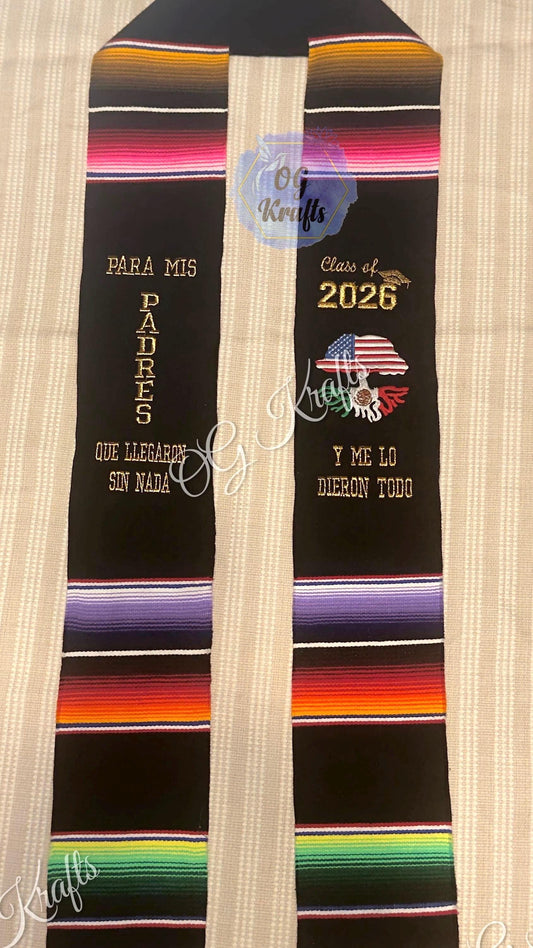 OG
Krafts
PARA MIS
PADRES
QUE LLEGARON
SIN NADA
Class of
2026
Y ME LO
DIERON TODO
OG Krafts
Krafts